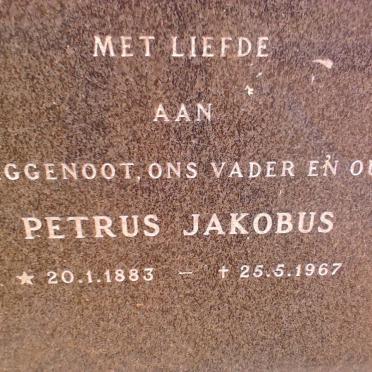 MET LIEFDE
AAN
GGENOOT, ONS VADER EN OU
PETRUS JAKOBUS
★ 20.1.1883 – † 25.5.1967